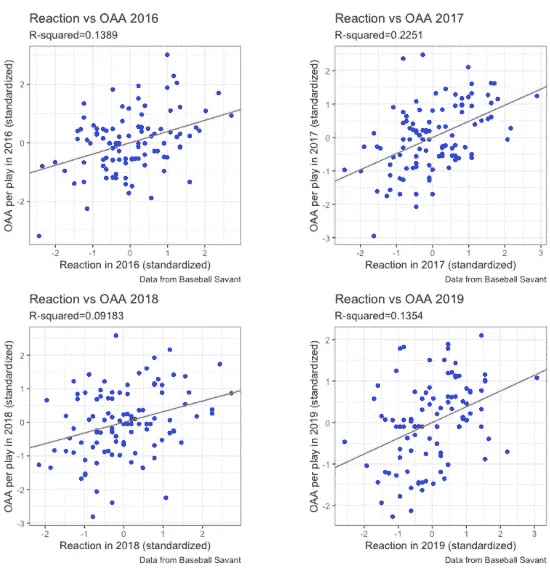 Reaction vs OAA 2016
R-squared=0.1389
OAA per play in 2016 (standardized)
2
0
-2
-2 -1 0 1 2
Reaction in 2016 (standardized)
Data from Baseball Savant
Reaction vs OAA 2017
R-squared=0.2251
OAA per play in 2017 (standardized)
2
1
0
-1
-2
-3
-2 -1 0 1 2 3
Reaction in 2017 (standardized)
Data from Baseball Savant
Reaction vs OAA 2018
R-squared=0.09183
OAA per play in 2018 (standardized)
2
1
0
-1
-2
-3
-2 -1 0 1 2
Reaction in 2018 (standardized)
Data from Baseball Savant
Reaction vs OAA 2019
R-squared=0.1354
OAA per play in 2019 (standardized)
2
1
0
-1
-2
-2 -1 0 1 2 3
Reaction in 2019 (standardized)
Data from Baseball Savant